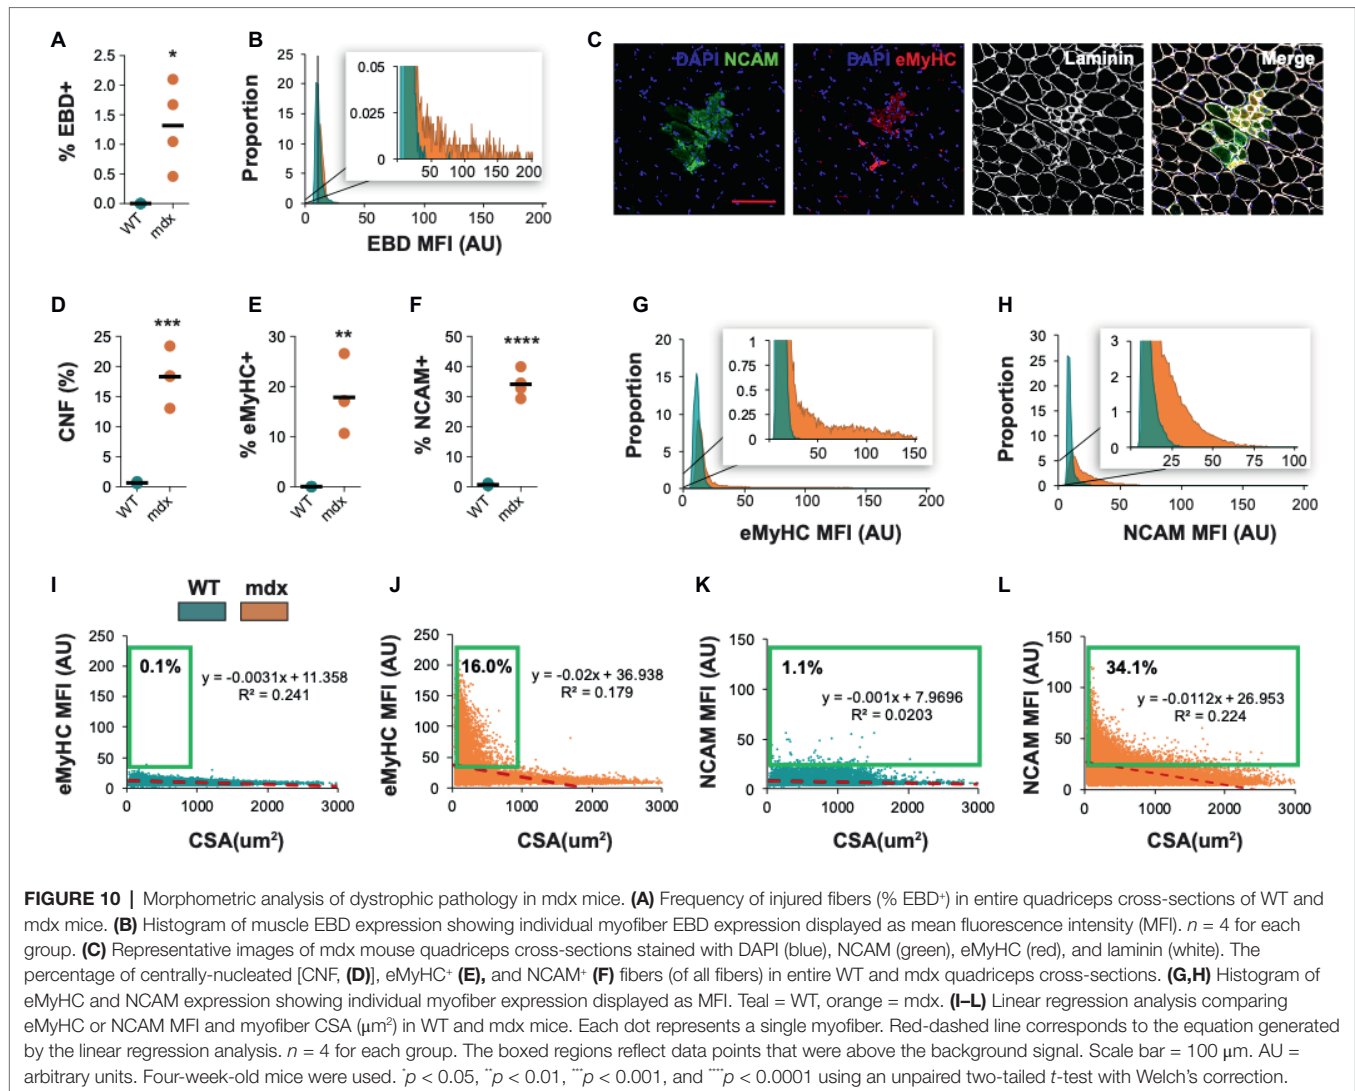 A
% EBD+
2.5
2.0
1.5
1.0
0.5
0.0
*
WT
mdx
B
Proportion
25
20
15
10
5
0
0.05
0.025
0
50
100
150
200
0
50
100
150
200
EBD MFI (AU)
C
DAPI NCAM
DAPI eMyHC
Laminin
Merge
D
CNF (%)
25
20
15
10
5
0
***
WT
mdx
E
% eMyHC+
30
20
10
0
**
WT
mdx
F
% NCAM+
50
40
30
20
10
0
****
WT
mdx
G
Proportion
20
15
10
5
0
1
0.75
0.5
0.25
0
50
100
150
0
50
100
150
200
eMyHC MFI (AU)
H
Proportion
30
25
20
15
10
5
0
3
2
1
0
25
50
75
100
0
50
100
150
200
NCAM MFI (AU)
WT
mdx
I
eMyHC MFI (AU)
250
200
150
100
50
0
0.1%
y = -0.0031x + 11.358
R² = 0.241
0
1000
2000
3000
CSA(um²)
J
eMyHC MFI (AU)
250
200
150
100
50
0
16.0%
y = -0.02x + 36.938
R² = 0.179
0
1000
2000
3000
CSA(um²)
K
NCAM MFI (AU)
150
100
50
0
1.1%
y = -0.001x + 7.9696
R² = 0.0203
0
1000
2000
3000
CSA(um²)
L
NCAM MFI (AU)
150
100
50
0
34.1%
y = -0.0112x + 26.953
R² = 0.224
0
1000
2000
3000
CSA(um²)
FIGURE 10 | Morphometric analysis of dystrophic pathology in mdx mice. (A) Frequency of injured fibers (% EBD⁺) in entire quadriceps cross-sections of WT and
mdx mice. (B) Histogram of muscle EBD expression showing individual myofiber EBD expression displayed as mean fluorescence intensity (MFI). n = 4 for each
group. (C) Representative images of mdx mouse quadriceps cross-sections stained with DAPI (blue), NCAM (green), eMyHC (red), and laminin (white). The
percentage of centrally-nucleated [CNF, (D)], eMyHC⁺ (E), and NCAM⁺ (F) fibers (of all fibers) in entire WT and mdx quadriceps cross-sections. (G,H) Histogram of
eMyHC and NCAM expression showing individual myofiber expression displayed as MFI. Teal = WT, orange = mdx. (I–L) Linear regression analysis comparing
eMyHC or NCAM MFI and myofiber CSA (μm²) in WT and mdx mice. Each dot represents a single myofiber. Red-dashed line corresponds to the equation generated
by the linear regression analysis. n = 4 for each group. The boxed regions reflect data points that were above the background signal. Scale bar = 100 μm. AU =
arbitrary units. Four-week-old mice were used. *p < 0.05, **p < 0.01, ***p < 0.001, and ****p < 0.0001 using an unpaired two-tailed t-test with Welch's correction.